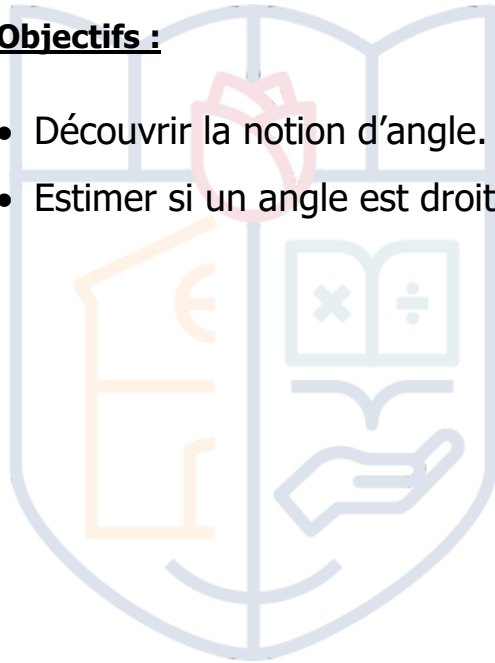 Objectifs :
• Découvrir la notion d’angle.
• Estimer si un angle est droit